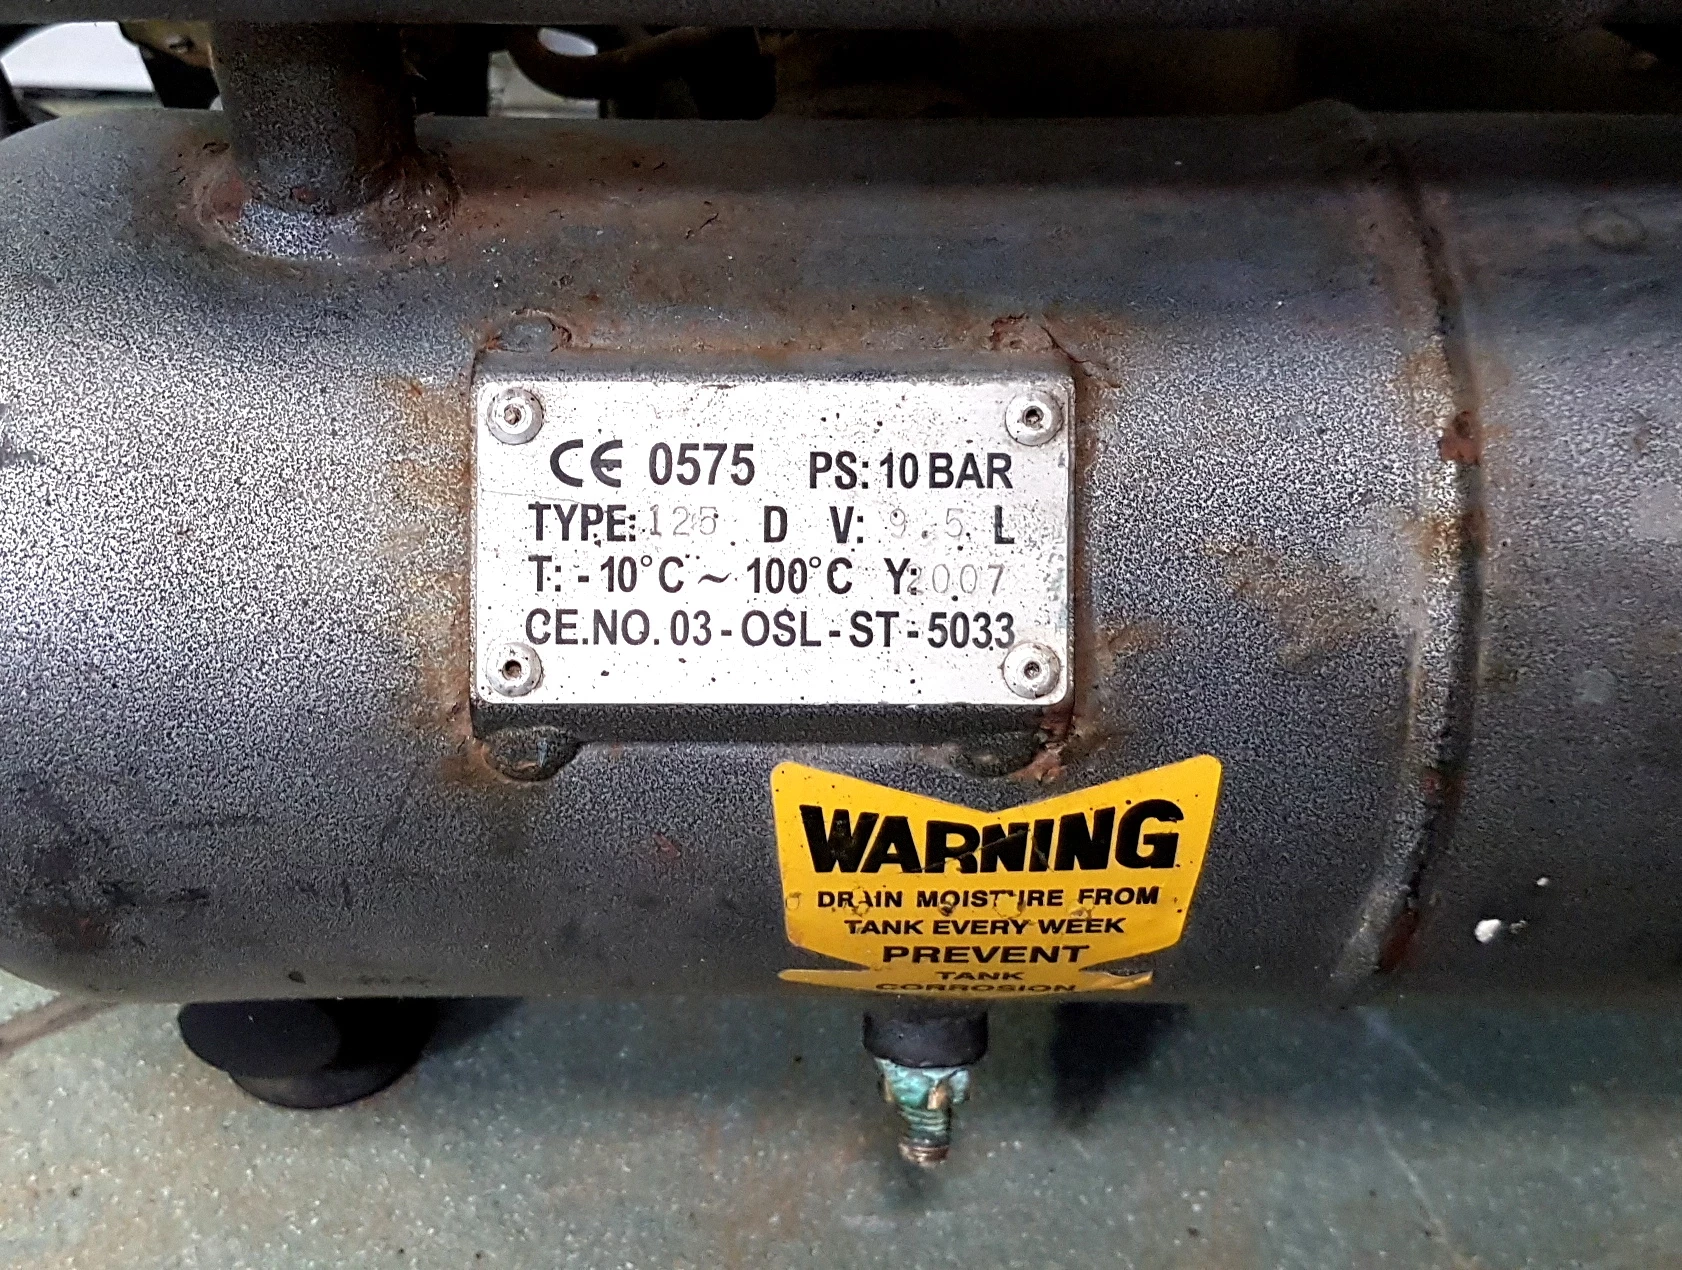 CE 0575 PS: 10 BAR
TYPE: 125 D V: 9.5 L
T: -10°C ~ 100°C Y: 2007
CE.NO. 03-OSL-ST-5033
WARNING
DRAIN MOISTURE FROM
TANK EVERY WEEK
PREVENT
TANK
CORROSION